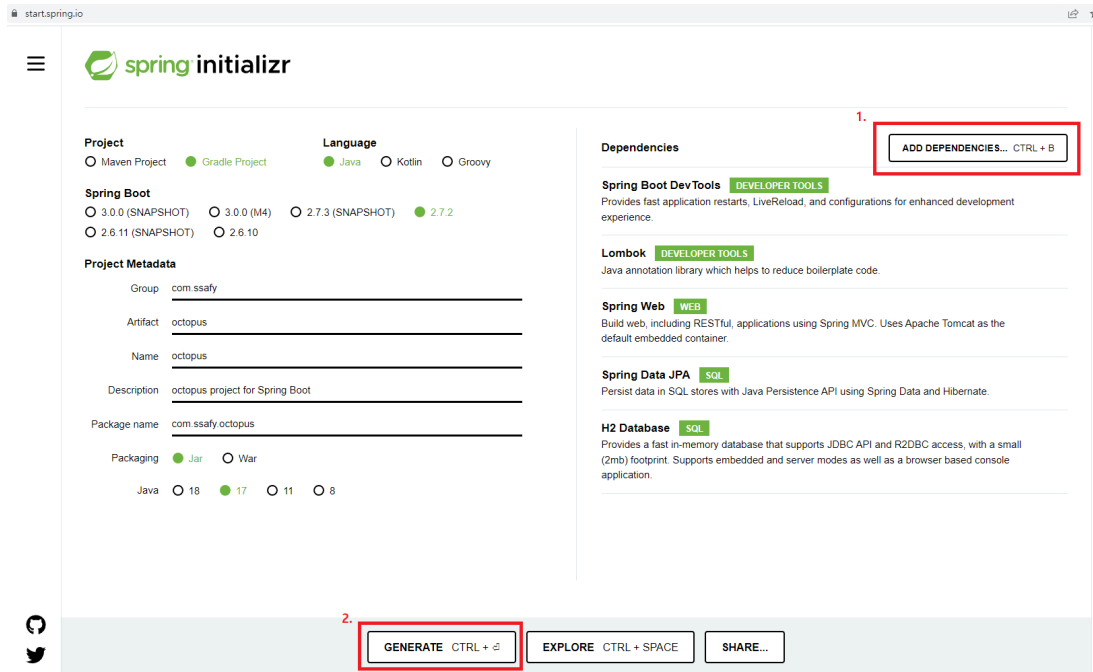 start.spring.io
spring initializr
1.
Project
Maven Project Gradle Project
Language
Java Kotlin Groovy
Spring Boot
3.0.0 (SNAPSHOT) 3.0.0 (M4) 2.7.3 (SNAPSHOT) 2.7.2
2.6.11 (SNAPSHOT) 2.6.10
Project Metadata
Group com.ssafy
Artifact octopus
Name octopus
Description octopus project for Spring Boot
Package name com.ssafy.octopus
Packaging Jar War
Java 18 17 11 8
Dependencies
ADD DEPENDENCIES... CTRL + B
Spring Boot DevTools DEVELOPER TOOLS
Provides fast application restarts, LiveReload, and configurations for enhanced development
experience.
Lombok DEVELOPER TOOLS
Java annotation library which helps to reduce boilerplate code.
Spring Web WEB
Build web, including RESTful, applications using Spring MVC. Uses Apache Tomcat as the
default embedded container.
Spring Data JPA SQL
Persist data in SQL stores with Java Persistence API using Spring Data and Hibernate.
H2 Database SQL
Provides a fast in-memory database that supports JDBC API and R2DBC access, with a small
(2mb) footprint. Supports embedded and server modes as well as a browser based console
application.
2.
GENERATE CTRL + ⏎
EXPLORE CTRL + SPACE
SHARE...